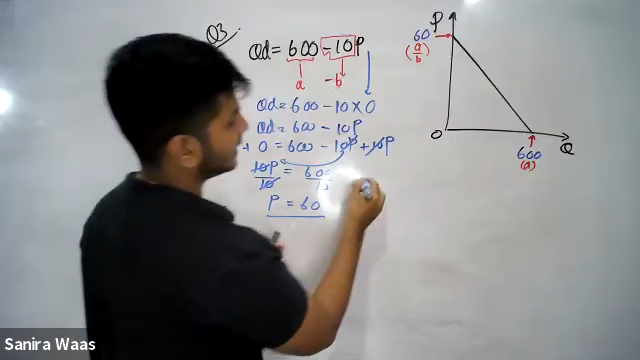 Q3.
Qd = 600 - 10P
a -b
Qd = 600 - 10 × 0
Qd = 600 - 10P
+ 0 = 600 - 10P + 10P
10P/10 = 600/10
P = 60
P
60
(a/b)
O
600
(a)
Q
Sanira Waas